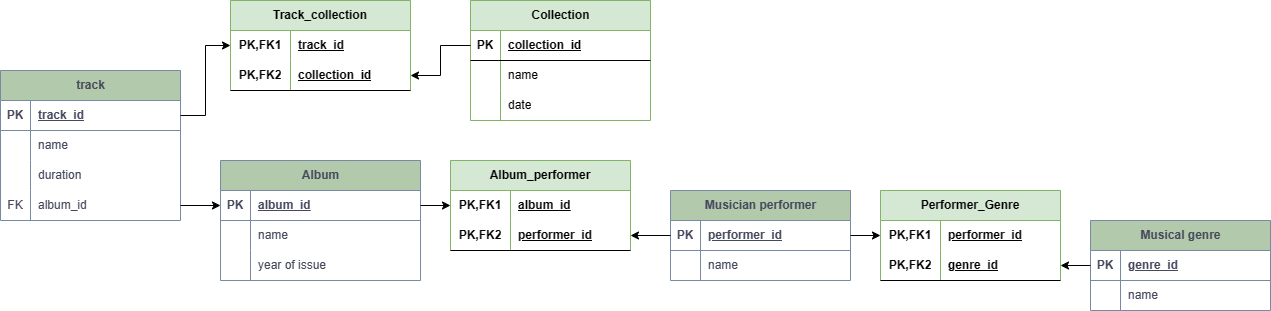 Track_collection
PK,FK1 track_id
PK,FK2 collection_id
Collection
PK collection_id
name
date
track
PK track_id
name
duration
FK album_id
Album
PK album_id
name
year of issue
Album_performer
PK,FK1 album_id
PK,FK2 performer_id
Musician performer
PK performer_id
name
Performer_Genre
PK,FK1 performer_id
PK,FK2 genre_id
Musical genre
PK genre_id
name